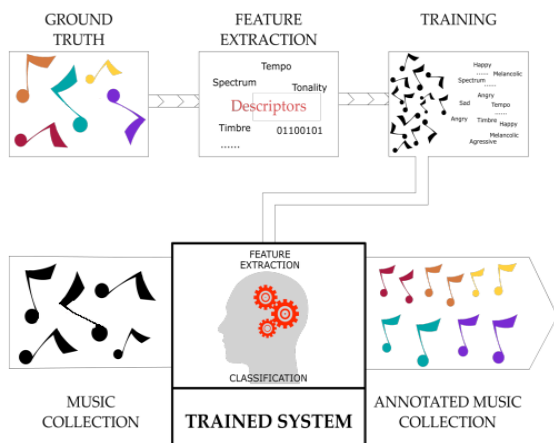 GROUND
TRUTH
FEATURE
EXTRACTION
TRAINING
Tempo
Spectrum
Tonality
Descriptors
Timbre
01100101
......
Happy
......
Melancolic
Spectrum
......
Angry
Sad
Tempo
......
Angry
Timbre
Happy
Melancolic
Agressive
FEATURE
EXTRACTION
CLASSIFICATION
MUSIC
COLLECTION
TRAINED SYSTEM
ANNOTATED MUSIC
COLLECTION